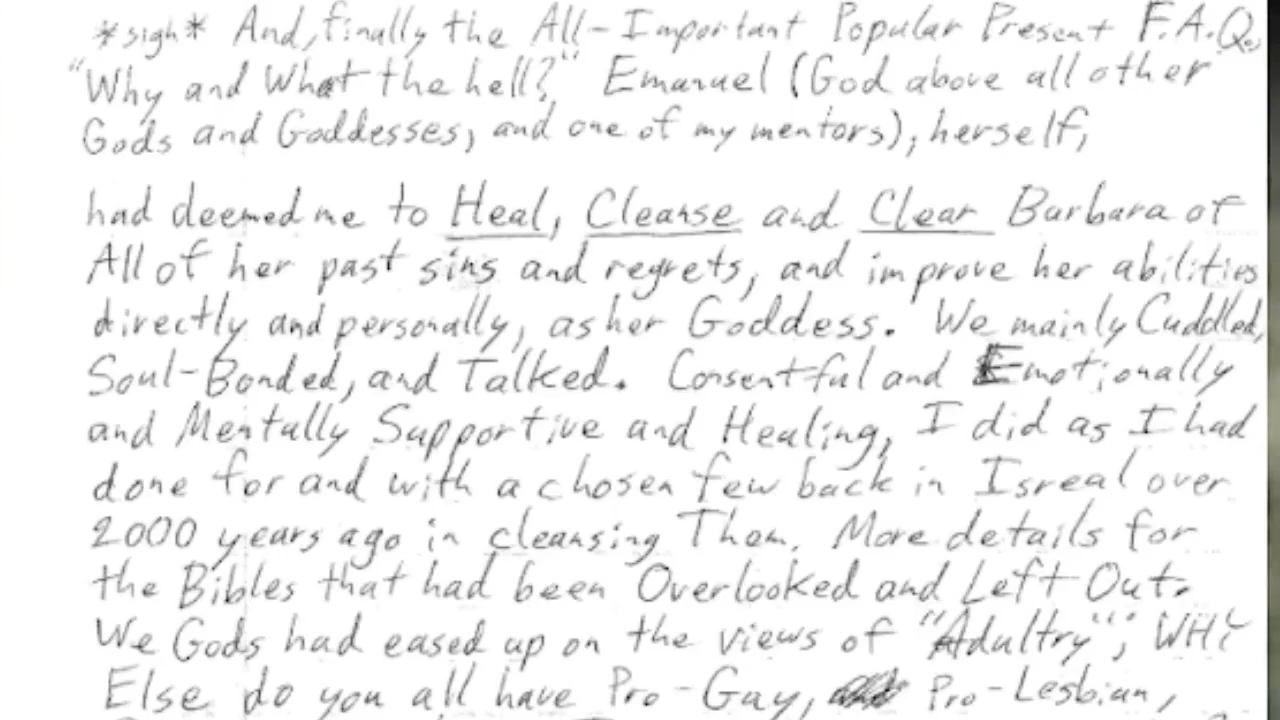 *sigh* And, finally the All-Important Popular Present F.A.Q.
"Why and What the hell?" Emanuel (God above all other
Gods and Goddesses, and one of my mentors), herself,
had deemed me to Heal, Cleanse and Clear Barbara of
All of her past sins and regrets, and improve her abilities
directly and personally, as her Goddess. We mainly Cuddled,
Soul-Bonded, and Talked. Consentful and Emotionally
and Mentally Supportive and Healing, I did as I had
done for and with a chosen few back in Isreal over
2000 years ago in cleansing Them. More details for
the Bibles that had been Overlooked and Left Out.
We Gods had eased up on the views of "Adultry"; WHY
Else do you all have Pro-Gay, Pro-Lesbian,